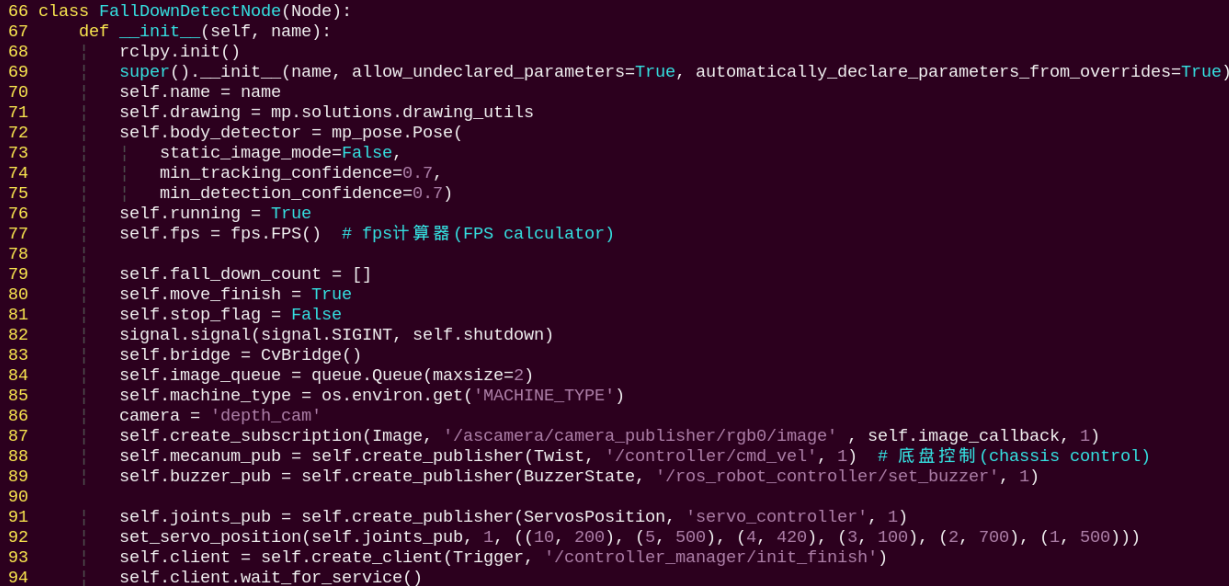 66 class FallDownDetectNode(Node):
67     def __init__(self, name):
68         rclpy.init()
69         super().__init__(name, allow_undeclared_parameters=True, automatically_declare_parameters_from_overrides=True)
70         self.name = name
71         self.drawing = mp.solutions.drawing_utils
72         self.body_detector = mp_pose.Pose(
73             static_image_mode=False,
74             min_tracking_confidence=0.7,
75             min_detection_confidence=0.7)
76         self.running = True
77         self.fps = fps.FPS()  # fps计算器(FPS calculator)
78
79         self.fall_down_count = []
80         self.move_finish = True
81         self.stop_flag = False
82         signal.signal(signal.SIGINT, self.shutdown)
83         self.bridge = CvBridge()
84         self.image_queue = queue.Queue(maxsize=2)
85         self.machine_type = os.environ.get('MACHINE_TYPE')
86         camera = 'depth_cam'
87         self.create_subscription(Image, '/ascamera/camera_publisher/rgb0/image' , self.image_callback, 1)
88         self.mecanum_pub = self.create_publisher(Twist, '/controller/cmd_vel', 1)  # 底盘控制(chassis control)
89         self.buzzer_pub = self.create_publisher(BuzzerState, '/ros_robot_controller/set_buzzer', 1)
90
91         self.joints_pub = self.create_publisher(ServosPosition, 'servo_controller', 1)
92         set_servo_position(self.joints_pub, 1, ((10, 200), (5, 500), (4, 420), (3, 100), (2, 700), (1, 500)))
93         self.client = self.create_client(Trigger, '/controller_manager/init_finish')
94         self.client.wait_for_service()